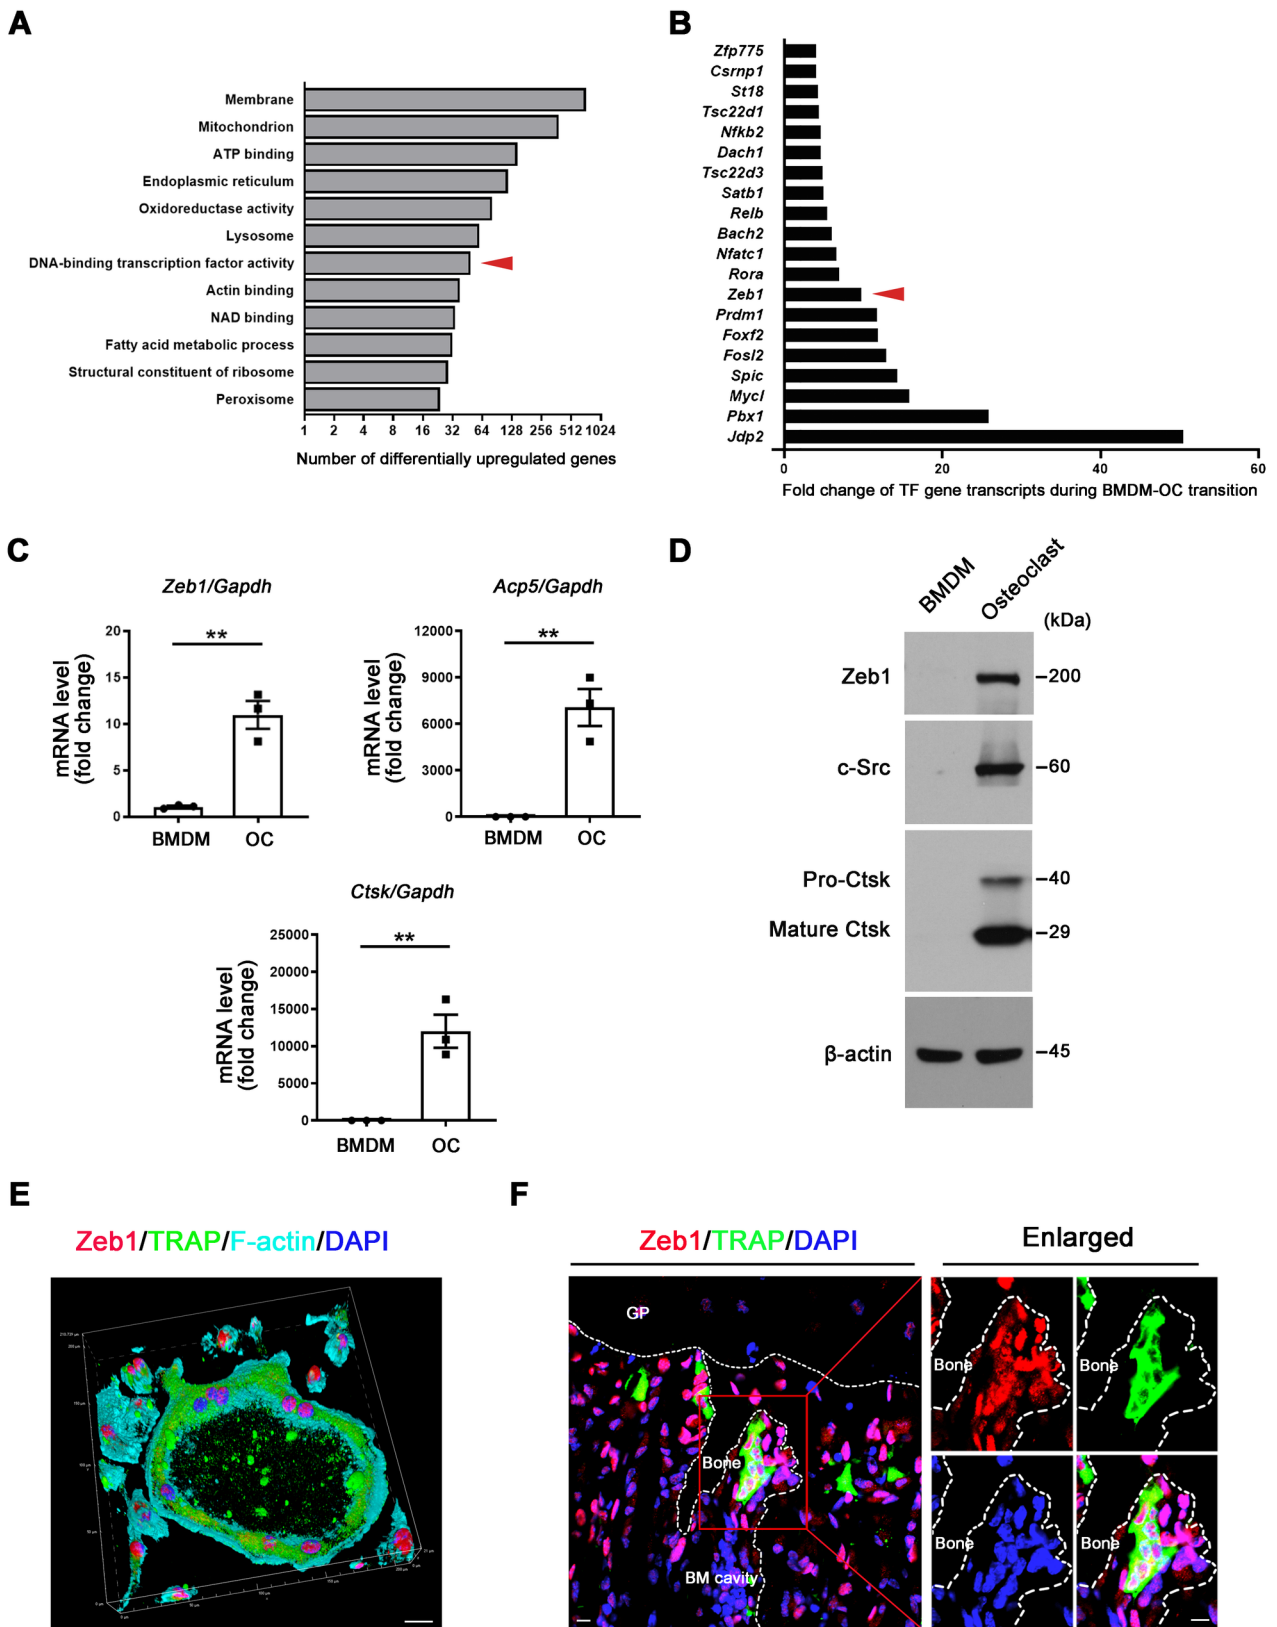 A
Membrane
Mitochondrion
ATP binding
Endoplasmic reticulum
Oxidoreductase activity
Lysosome
DNA-binding transcription factor activity
Actin binding
NAD binding
Fatty acid metabolic process
Structural constituent of ribosome
Peroxisome
1 2 4 8 16 32 64 128 256 512 1024
Number of differentially upregulated genes
B
Zfp775
Csrnp1
St18
Tsc22d1
Nfkb2
Dach1
Tsc22d3
Satb1
Relb
Bach2
Nfatc1
Rora
Zeb1
Prdm1
Foxf2
Fosl2
Spic
Mycl
Pbx1
Jdp2
0 20 40 60
Fold change of TF gene transcripts during BMDM-OC transition
C
Zeb1/Gapdh
mRNA level
(fold change)
20
15
10
5
0
**
BMDM OC
Acp5/Gapdh
mRNA level
(fold change)
12000
9000
6000
3000
0
**
BMDM OC
Ctsk/Gapdh
mRNA level
(fold change)
25000
20000
15000
10000
5000
0
**
BMDM OC
D
BMDM
Osteoclast
(kDa)
Zeb1 –200
c-Src –60
Pro-Ctsk –40
Mature Ctsk –29
β-actin –45
E
Zeb1/TRAP/F-actin/DAPI
F
Zeb1/TRAP/DAPI
Enlarged
GP
Bone
BM cavity
Bone
Bone
Bone
Bone